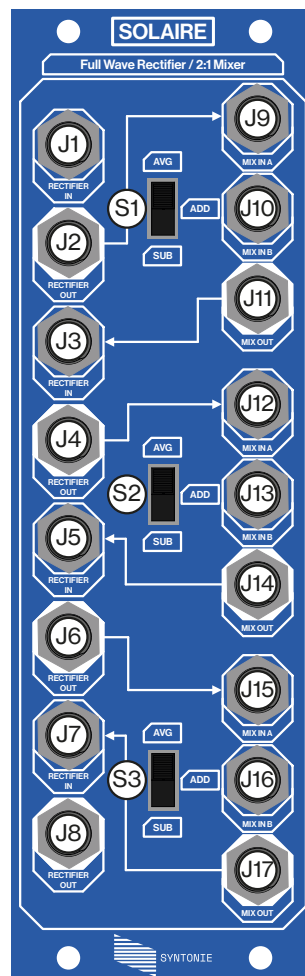 SOLAIRE
Full Wave Rectifier / 2:1 Mixer
J1
RECTIFIER
IN
J9
MIX IN A
AVG
S1
ADD
SUB
J10
MIX IN B
J2
RECTIFIER
OUT
J11
MIX OUT
J3
RECTIFIER
IN
J12
MIX IN A
J4
RECTIFIER
OUT
AVG
S2
ADD
SUB
J13
MIX IN B
J5
RECTIFIER
IN
J14
MIX OUT
J6
RECTIFIER
OUT
J15
MIX IN A
J7
RECTIFIER
IN
AVG
S3
ADD
SUB
J16
MIX IN B
J8
RECTIFIER
OUT
J17
MIX OUT
SYNTONIE